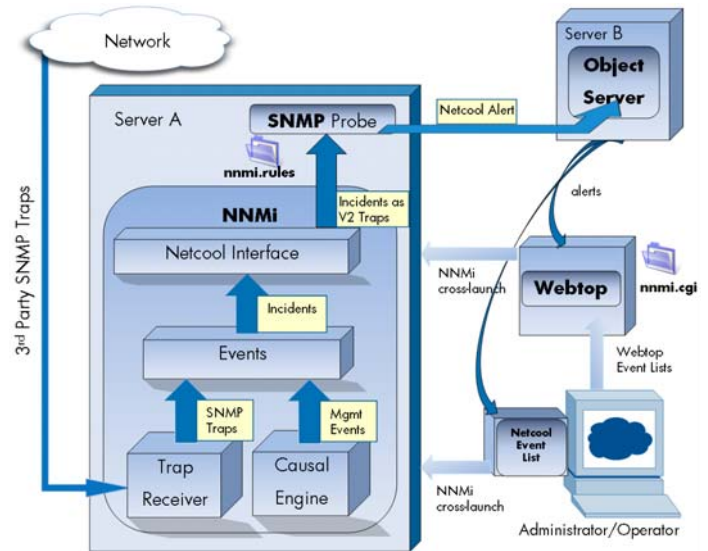 Network
Server B
Object
Server
Server A
SNMP Probe
Netcool Alert
nnmi.rules
3rd Party SNMP Traps
NNMi
Incidents as
V2 Traps
alerts
Netcool Interface
NNMi
cross-launch
Webtop
nnmi.cgi
Incidents
Events
Webtop
Event Lists
SNMP
Traps
Mgmt
Events
Netcool
Event
List
Trap
Receiver
Causal
Engine
NNMi
cross-launch
Administrator/Operator